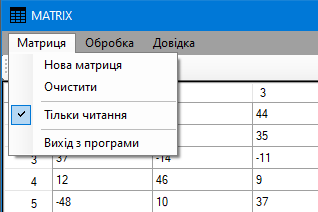 MATRIX
Матриця Обробка Довідка
Нова матриця
Очистити
Тільки читання
Вихід з програми
3
44
35
3 37 -14 -11
4 12 46 9
5 -48 10 37